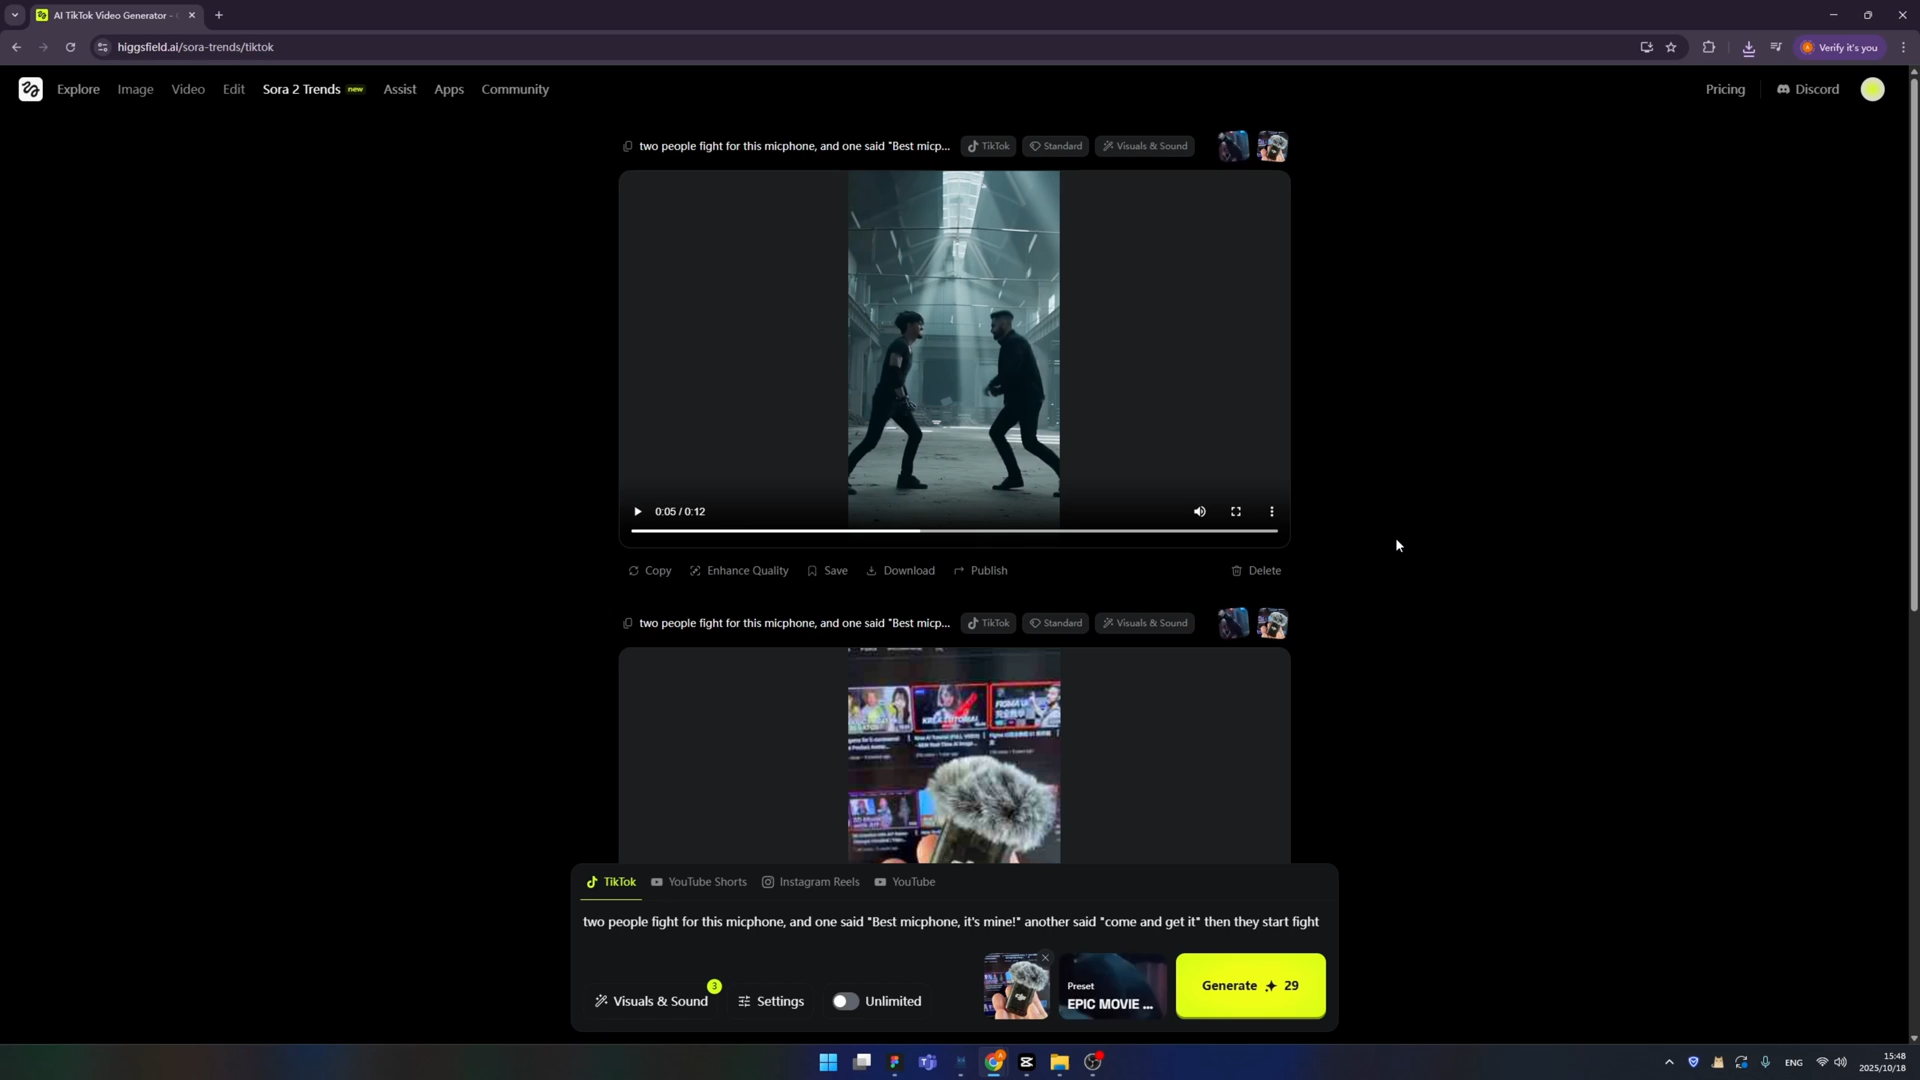 AI TikTok Video Generator -
higgsfield.ai/sora-trends/tiktok
Verify it's you
Explore
Image
Video
Edit
Sora 2 Trends new
Assist
Apps
Community
Pricing
Discord
two people fight for this micphone, and one said "Best micp...
TikTok
Standard
Visuals & Sound
0:05 / 0:12
Copy
Enhance Quality
Save
Download
Publish
Delete
two people fight for this micphone, and one said "Best micp...
TikTok
Standard
Visuals & Sound
KREA TUTORIAL
FIGMA UI
TikTok
YouTube Shorts
Instagram Reels
YouTube
two people fight for this micphone, and one said "Best micphone, it's mine!" another said "come and get it" then they start fight
Visuals & Sound
3
Settings
Unlimited
Preset
EPIC MOVIE ...
Generate 29
ENG
15:48
2025/10/18